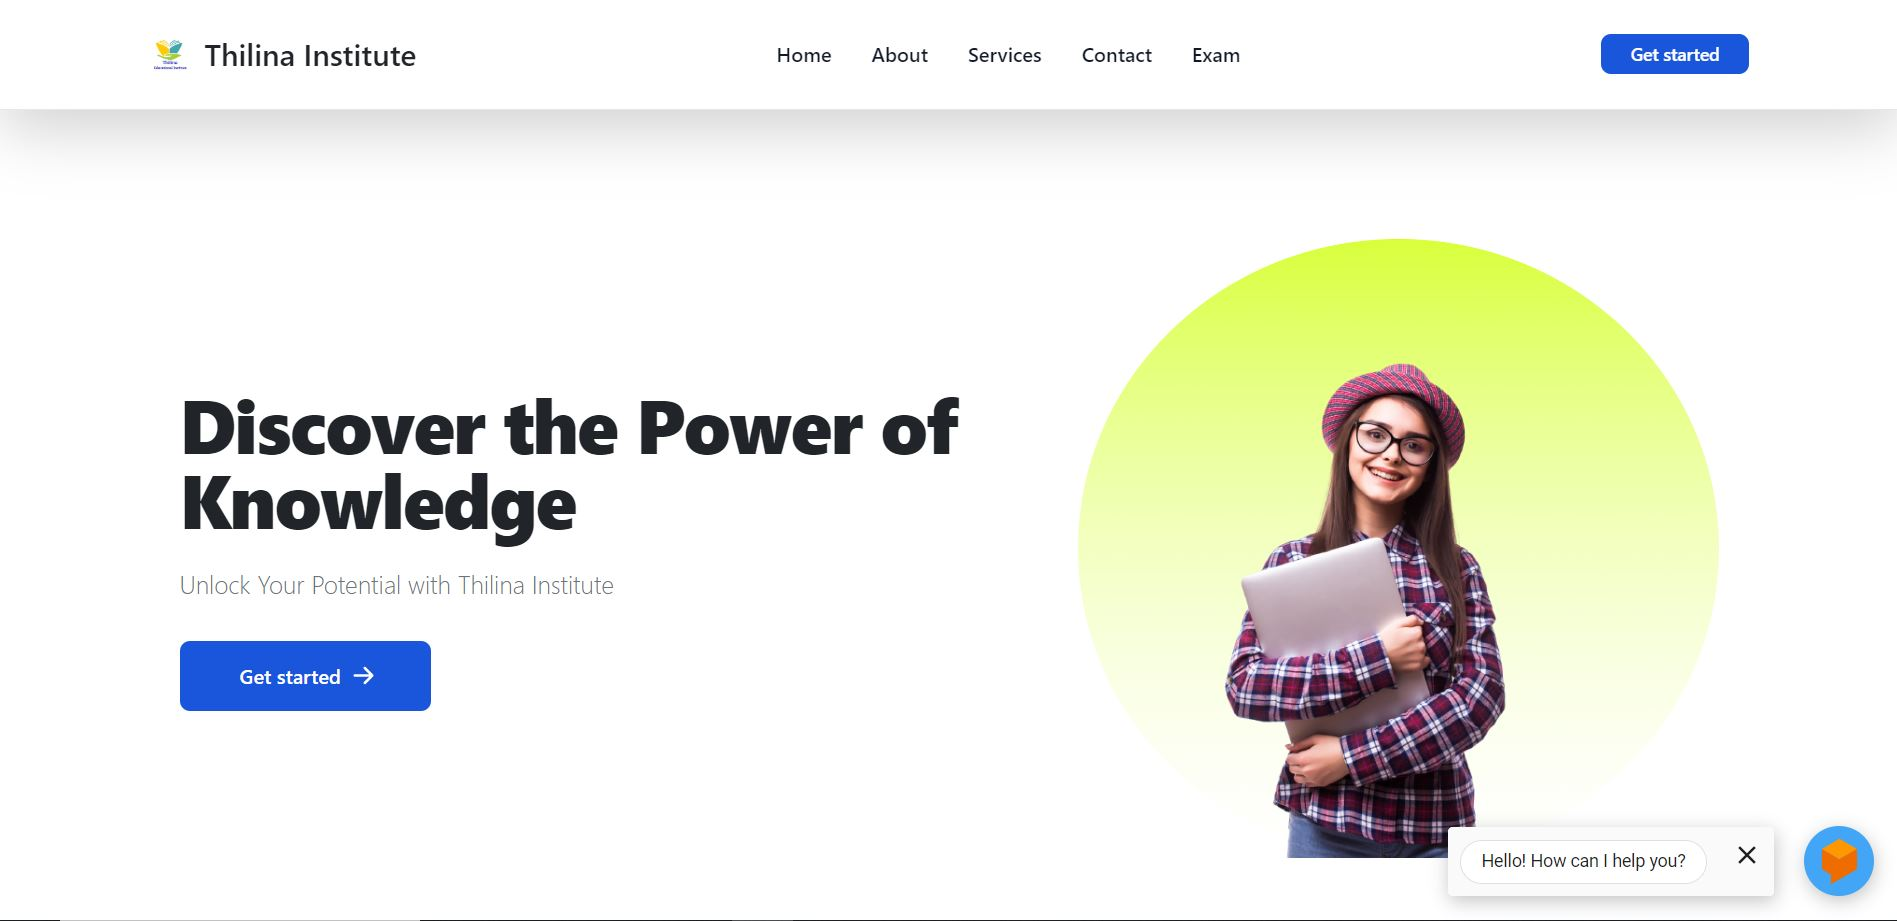 Thilina Institute
Home
About
Services
Contact
Exam
Get started
Discover the Power of
Knowledge
Unlock Your Potential with Thilina Institute
Get started
Hello! How can I help you?